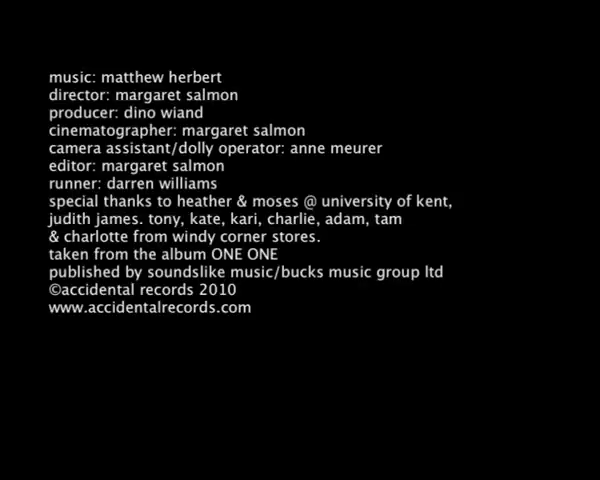 music: matthew herbert
director: margaret salmon
producer: dino wiand
cinematographer: margaret salmon
camera assistant/dolly operator: anne meurer
editor: margaret salmon
runner: darren williams
special thanks to heather & moses @ university of kent,
judith james. tony, kate, kari, charlie, adam, tam
& charlotte from windy corner stores.
taken from the album ONE ONE
published by soundslike music/bucks music group ltd
©accidental records 2010
www.accidentalrecords.com